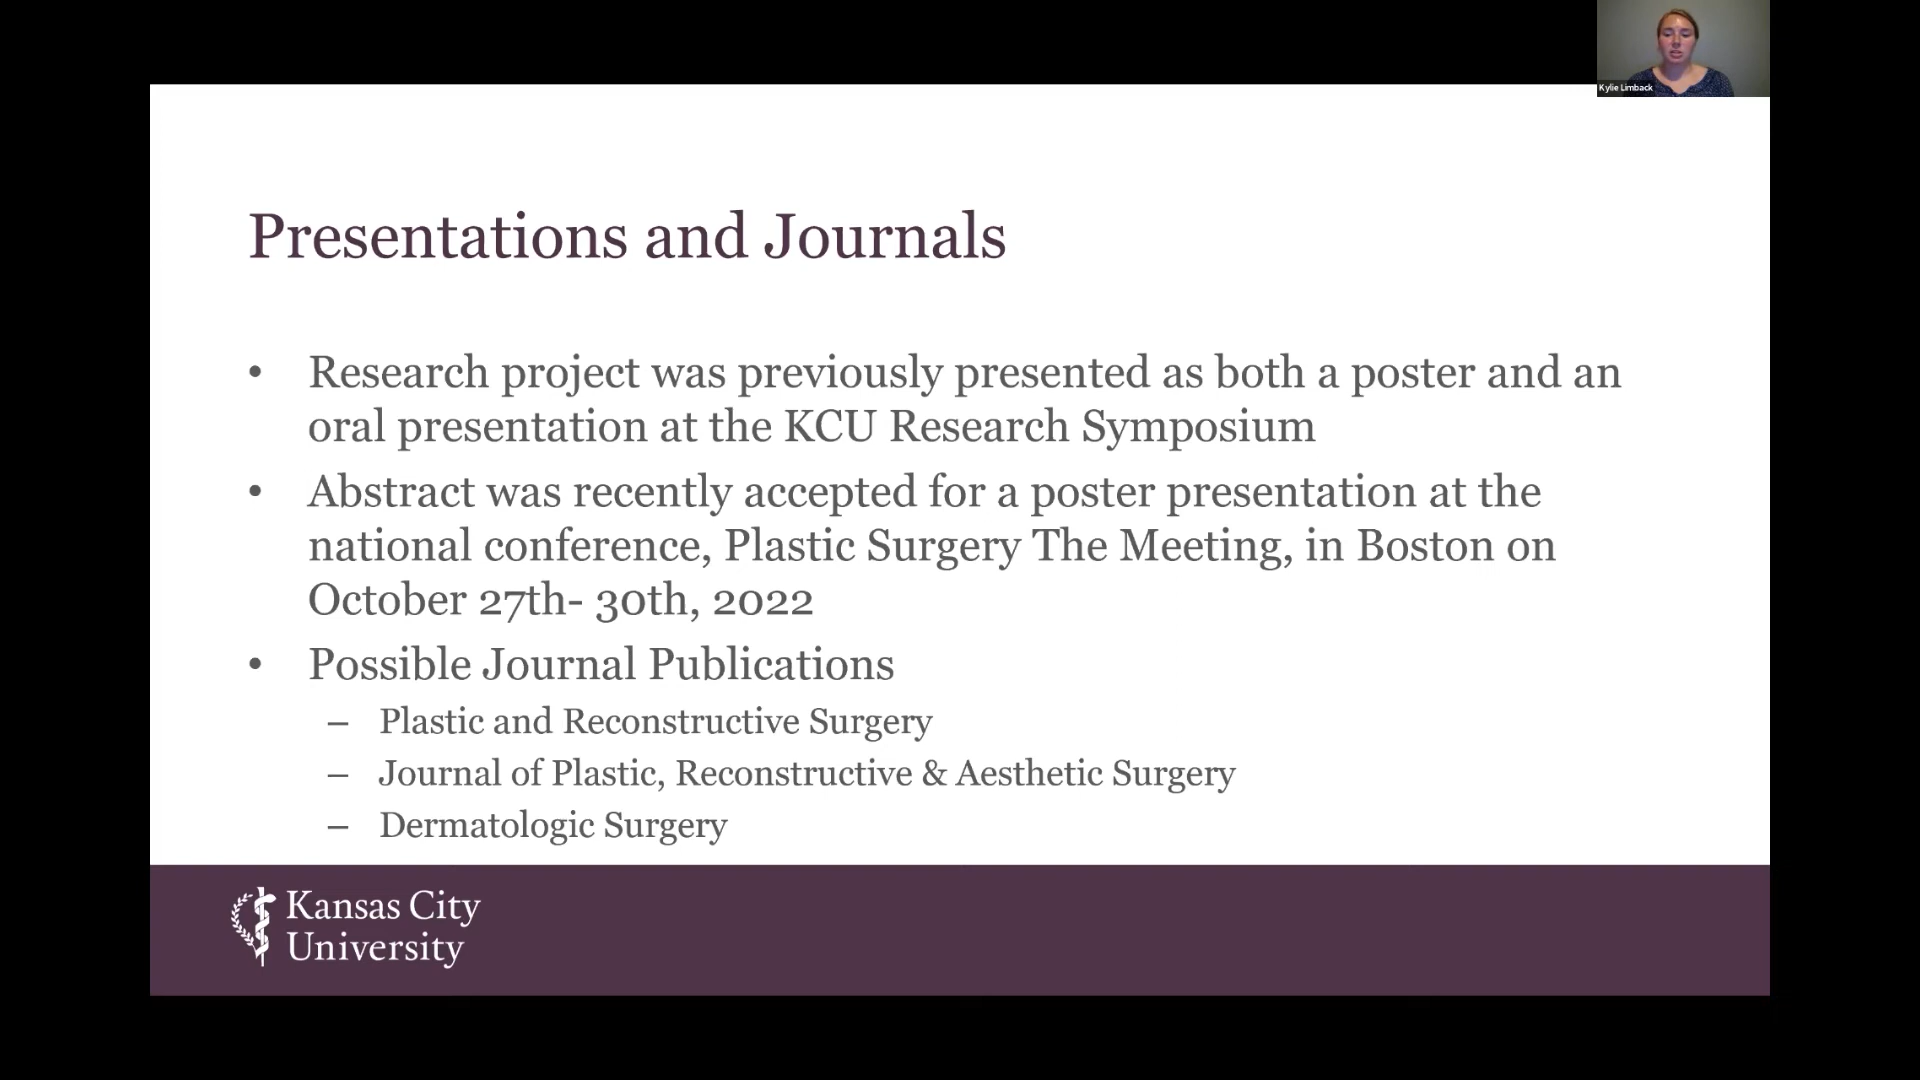 Kylie Limback
Presentations and Journals
• Research project was previously presented as both a poster and an
oral presentation at the KCU Research Symposium
• Abstract was recently accepted for a poster presentation at the
national conference, Plastic Surgery The Meeting, in Boston on
October 27th- 30th, 2022
• Possible Journal Publications
– Plastic and Reconstructive Surgery
– Journal of Plastic, Reconstructive & Aesthetic Surgery
– Dermatologic Surgery
Kansas City
University